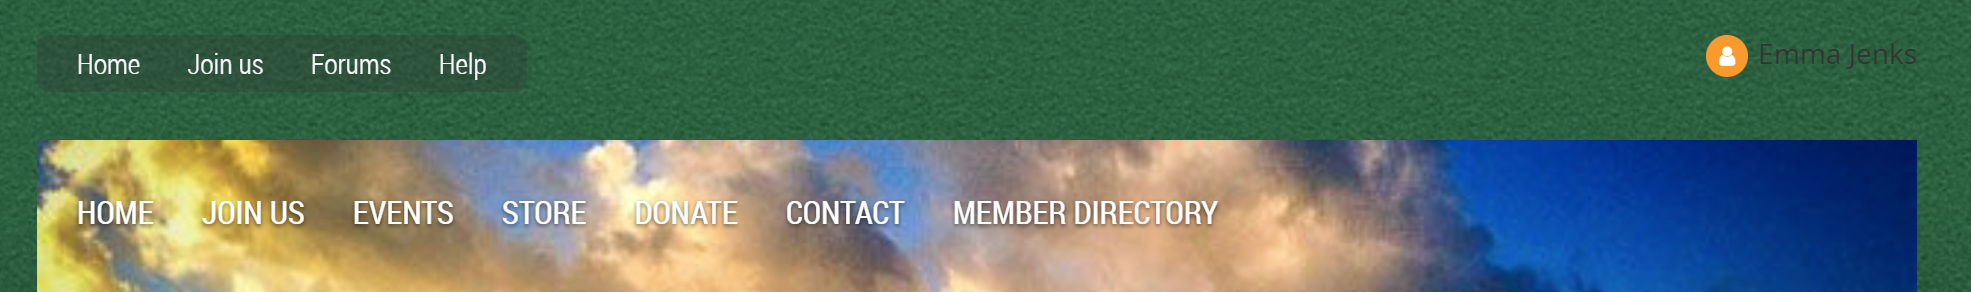 Home Join us Forums Help
Emma Jenks
HOME JOIN US EVENTS STORE DONATE CONTACT MEMBER DIRECTORY